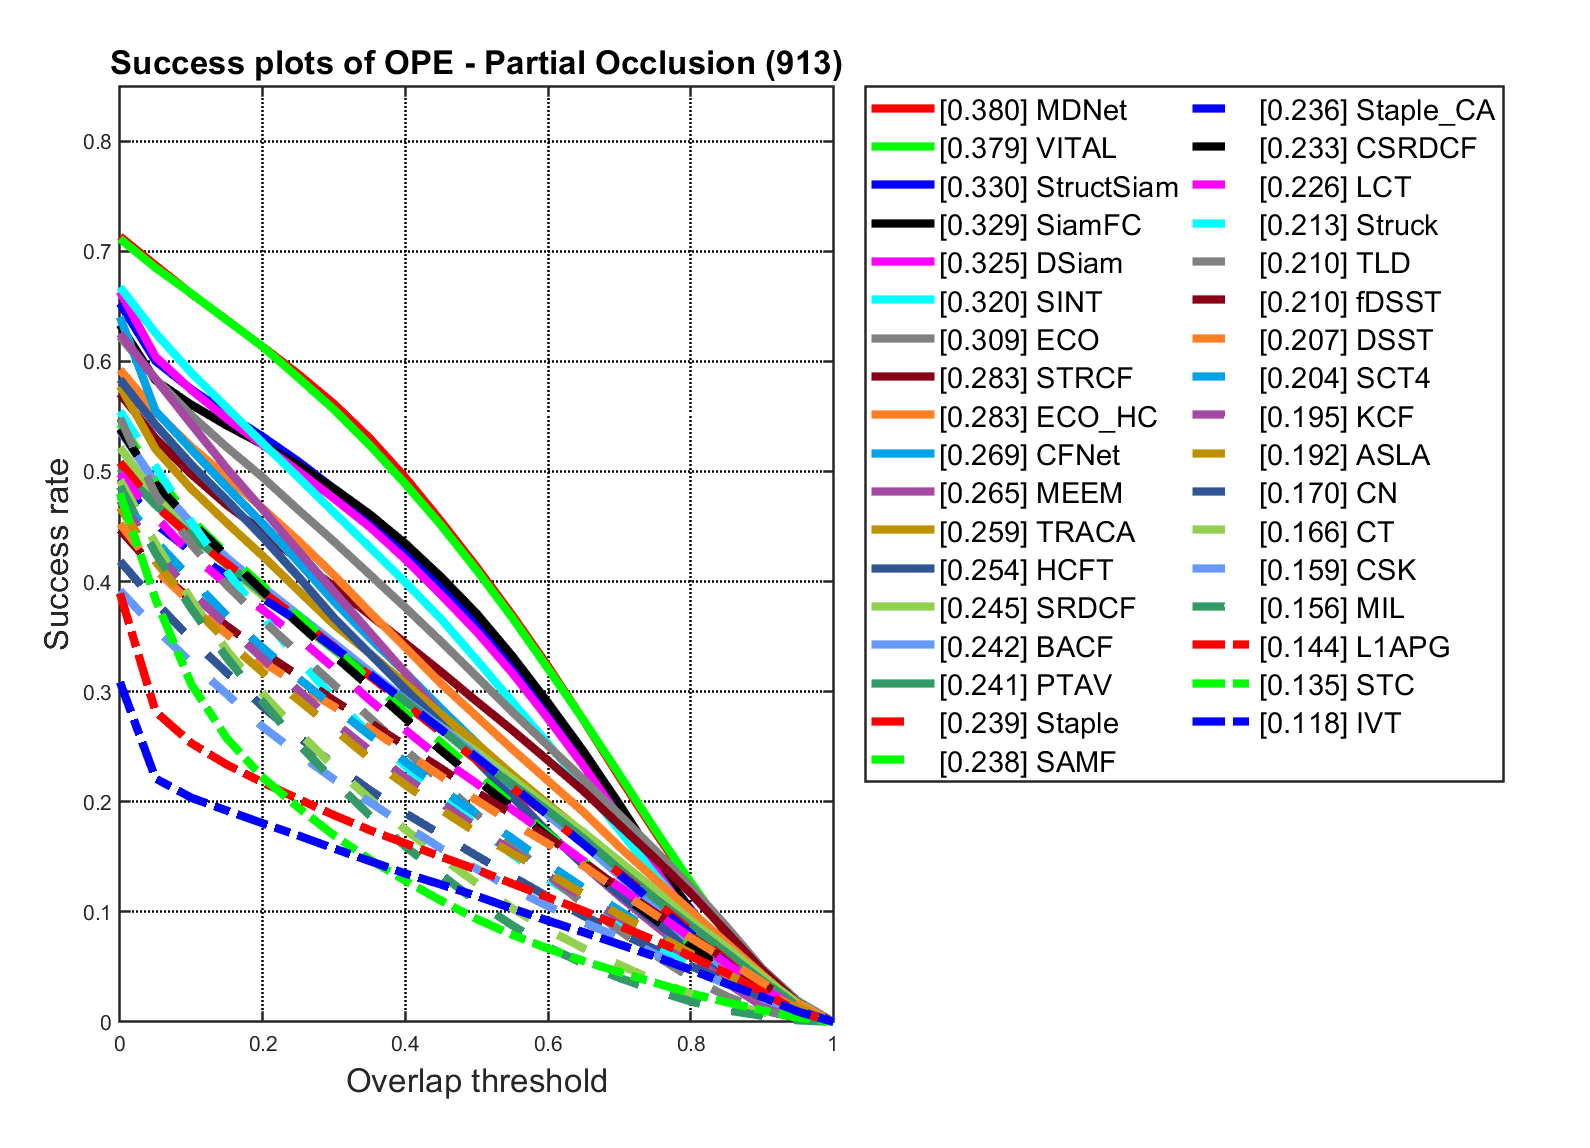 Success plots of OPE - Partial Occlusion (913)
Success rate
0.8
0.7
0.6
0.5
0.4
0.3
0.2
0.1
0
0
0.2
0.4
0.6
0.8
1
Overlap threshold
[0.380] MDNet
[0.379] VITAL
[0.330] StructSiam
[0.329] SiamFC
[0.325] DSiam
[0.320] SINT
[0.309] ECO
[0.283] STRCF
[0.283] ECO_HC
[0.269] CFNet
[0.265] MEEM
[0.259] TRACA
[0.254] HCFT
[0.245] SRDCF
[0.242] BACF
[0.241] PTAV
[0.239] Staple
[0.238] SAMF
[0.236] Staple_CA
[0.233] CSRDCF
[0.226] LCT
[0.213] Struck
[0.210] TLD
[0.210] fDSST
[0.207] DSST
[0.204] SCT4
[0.195] KCF
[0.192] ASLA
[0.170] CN
[0.166] CT
[0.159] CSK
[0.156] MIL
[0.144] L1APG
[0.135] STC
[0.118] IVT